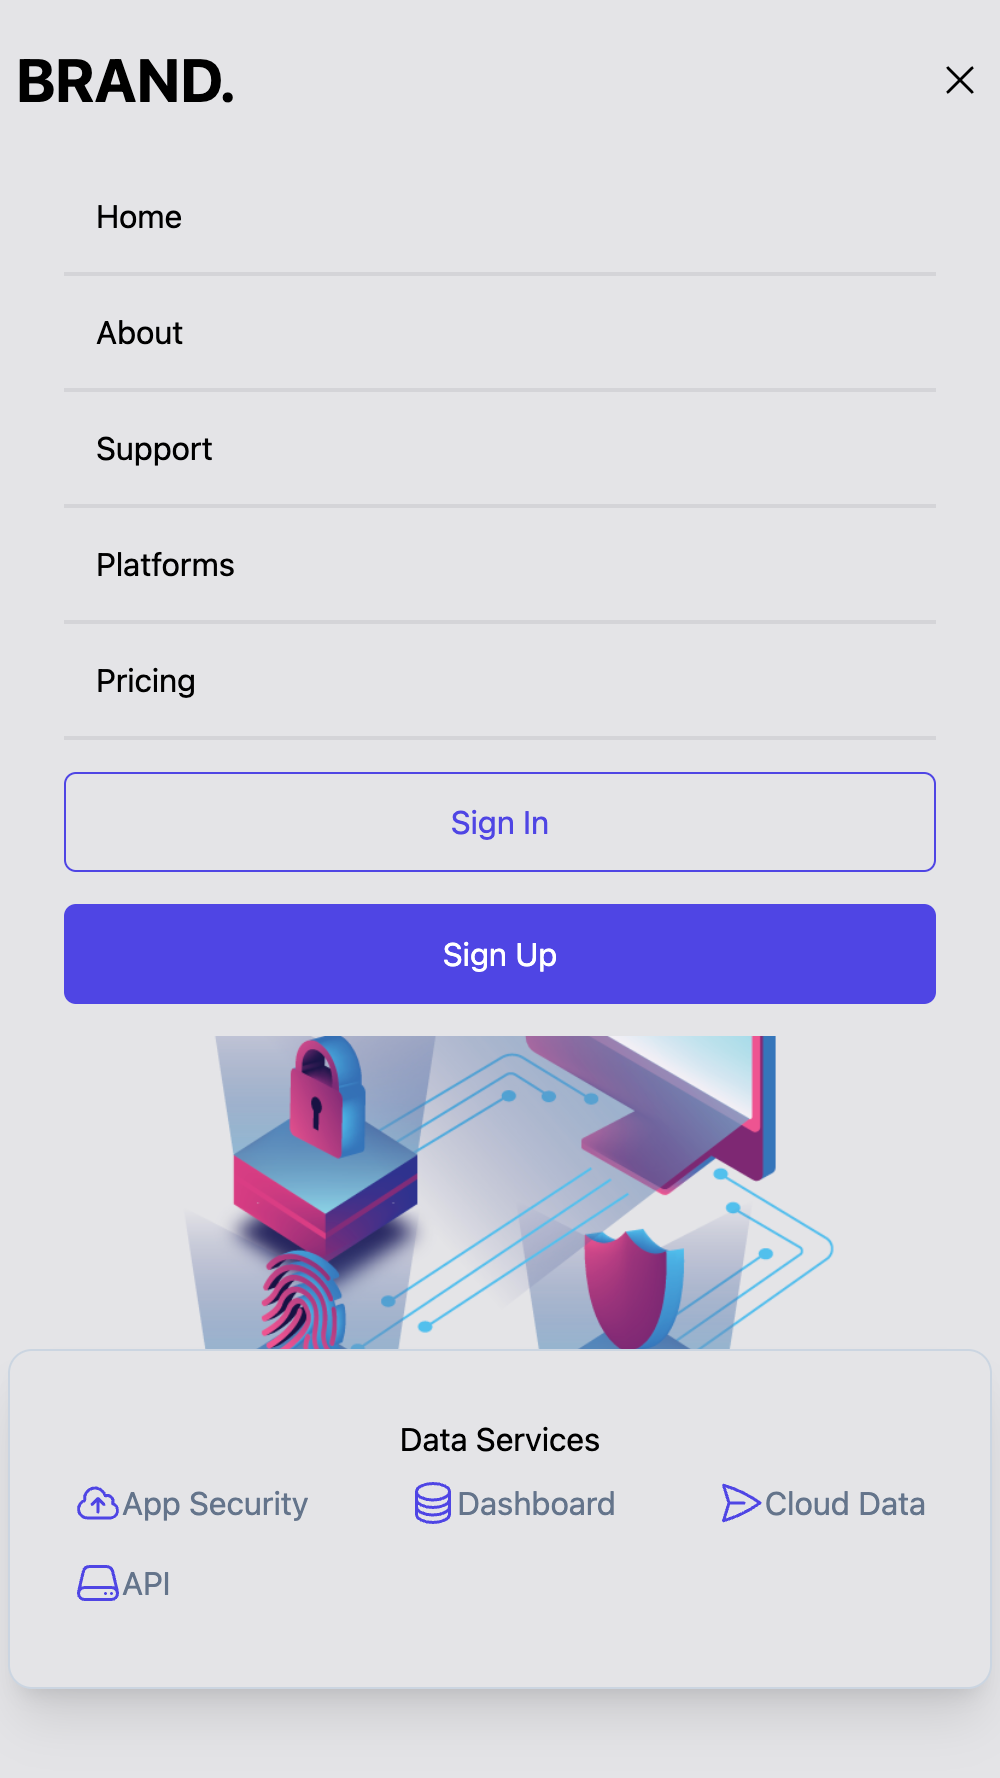 BRAND.
Home
About
Support
Platforms
Pricing
Sign In
Sign Up
Data Services
App Security Dashboard Cloud Data
API